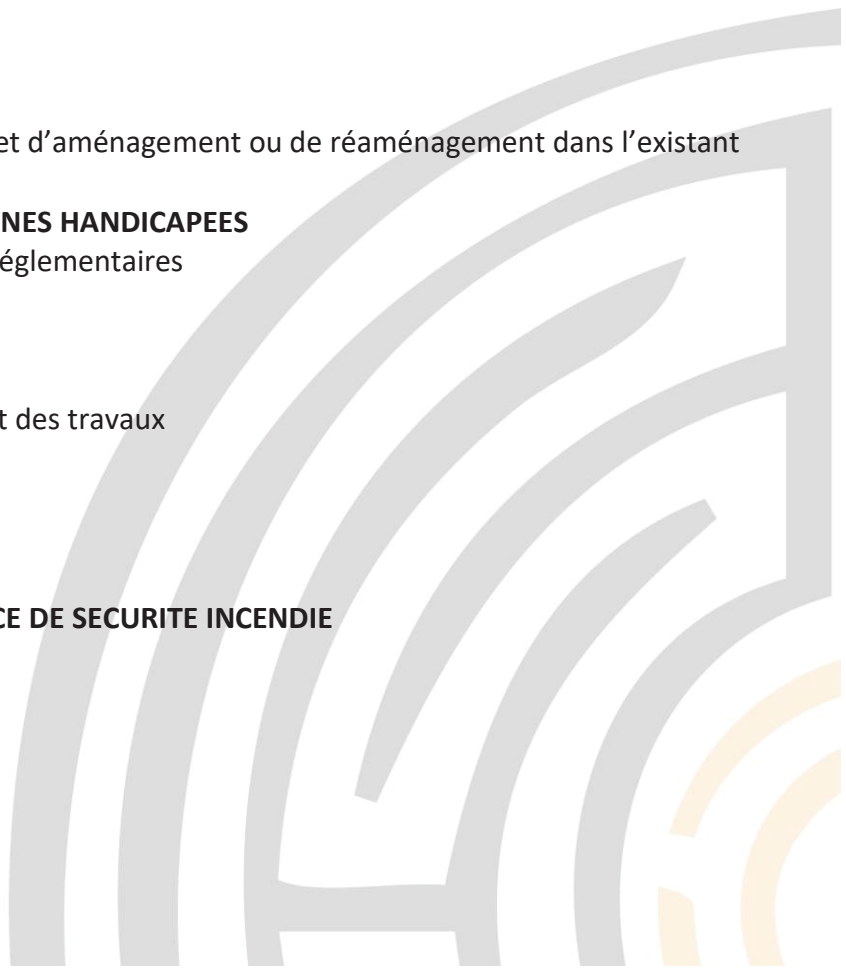 et d’aménagement ou de réaménagement dans l’existant
NES HANDICAPEES
églementaires
t des travaux
CE DE SECURITE INCENDIE